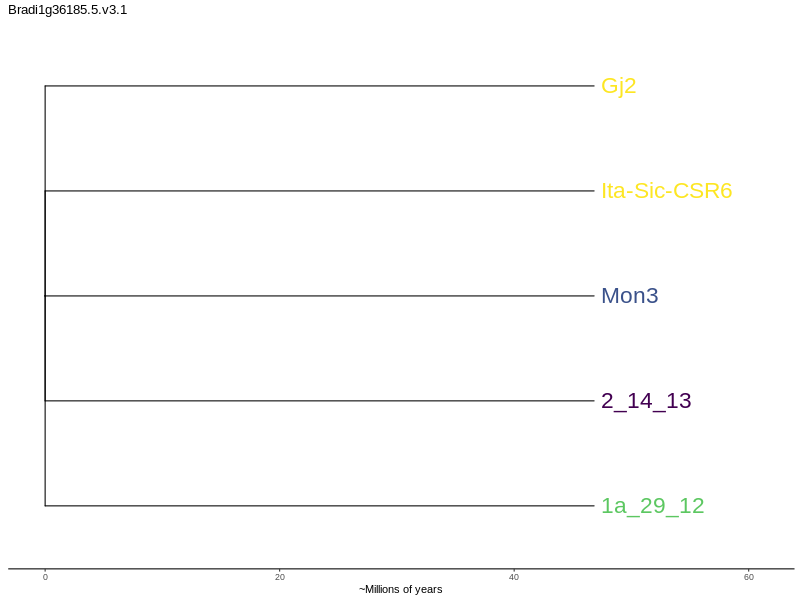 Bradi1g36185.5.v3.1
Gj2
Ita-Sic-CSR6
Mon3
2_14_13
1a_29_12
0 20 40 60
~Millions of years